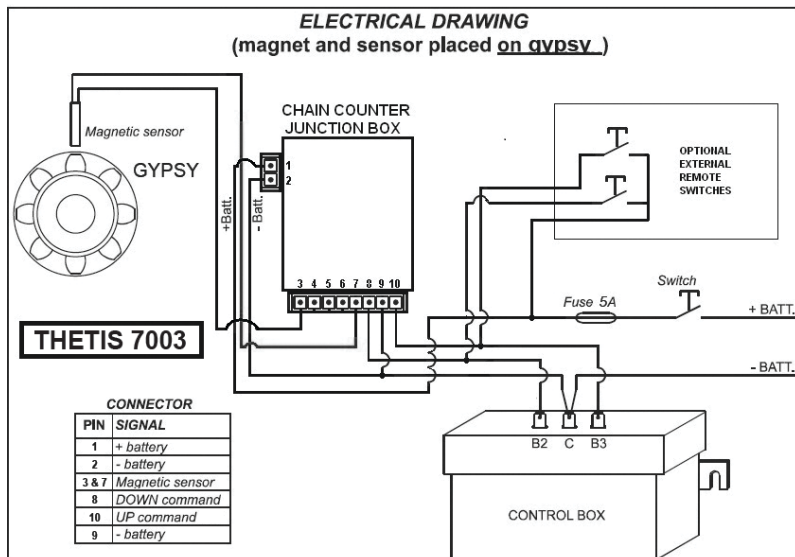 ELECTRICAL DRAWING
(magnet and sensor placed on gypsy )
Magnetic sensor
GYPSY
CHAIN COUNTER
JUNCTION BOX
1
2
+Batt.
- Batt.
3 4 5 6 7 8 9 10
OPTIONAL
EXTERNAL
REMOTE
SWITCHES
Fuse 5A
Switch
+ BATT.
- BATT.
THETIS 7003
CONNECTOR
PIN SIGNAL
1 + battery
2 - battery
3 & 7 Magnetic sensor
8 DOWN command
10 UP command
9 - battery
B2 C B3
CONTROL BOX